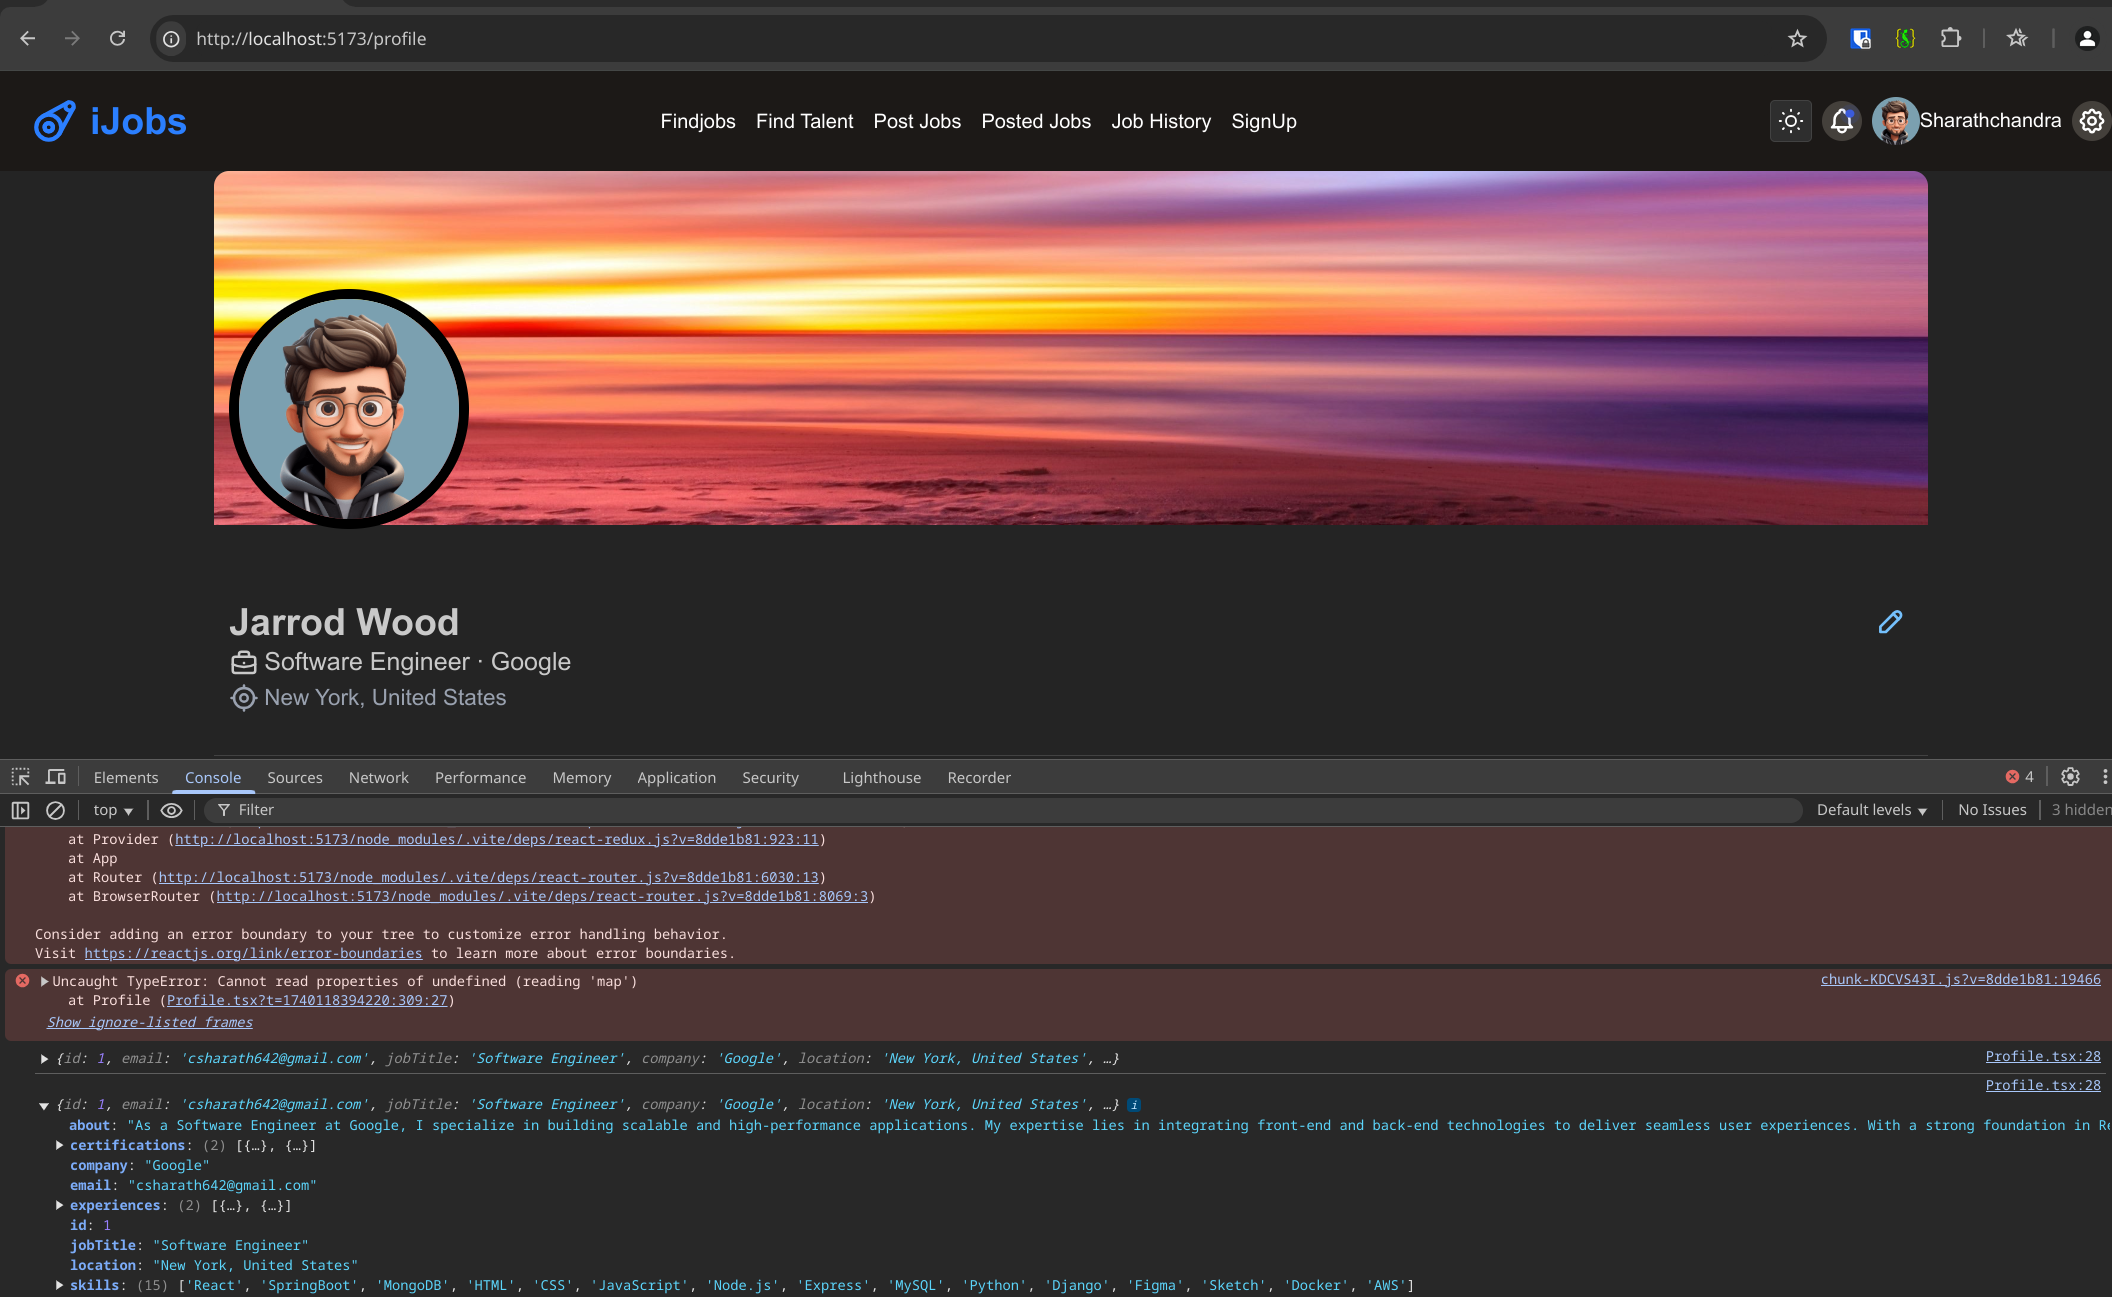 http://localhost:5173/profile
iJobs
Findjobs Find Talent Post Jobs Posted Jobs Job History SignUp
Sharathchandra
Jarrod Wood
Software Engineer · Google
New York, United States
Elements Console Sources Network Performance Memory Application Security Lighthouse Recorder
4
top
Filter
Default levels
No Issues
3 hidden
at Provider (http://localhost:5173/node_modules/.vite/deps/react-redux.js?v=8dde1b81:923:11)
at App
at Router (http://localhost:5173/node_modules/.vite/deps/react-router.js?v=8dde1b81:6030:13)
at BrowserRouter (http://localhost:5173/node_modules/.vite/deps/react-router.js?v=8dde1b81:8069:3)
Consider adding an error boundary to your tree to customize error handling behavior.
Visit https://reactjs.org/link/error-boundaries to learn more about error boundaries.
Uncaught TypeError: Cannot read properties of undefined (reading 'map') chunk-KDCVS43I.js?v=8dde1b81:19466
at Profile (Profile.tsx?t=1740118394220:309:27)
Show ignore-listed frames
{id: 1, email: 'csharath642@gmail.com', jobTitle: 'Software Engineer', company: 'Google', location: 'New York, United States', …} Profile.tsx:28
Profile.tsx:28
{id: 1, email: 'csharath642@gmail.com', jobTitle: 'Software Engineer', company: 'Google', location: 'New York, United States', …} i
about: "As a Software Engineer at Google, I specialize in building scalable and high-performance applications. My expertise lies in integrating front-end and back-end technologies to deliver seamless user experiences. With a strong foundation in
certifications: (2) [{…}, {…}]
company: "Google"
email: "csharath642@gmail.com"
experiences: (2) [{…}, {…}]
id: 1
jobTitle: "Software Engineer"
location: "New York, United States"
skills: (15) ['React', 'SpringBoot', 'MongoDB', 'HTML', 'CSS', 'JavaScript', 'Node.js', 'Express', 'MySQL', 'Python', 'Django', 'Figma', 'Sketch', 'Docker', 'AWS']